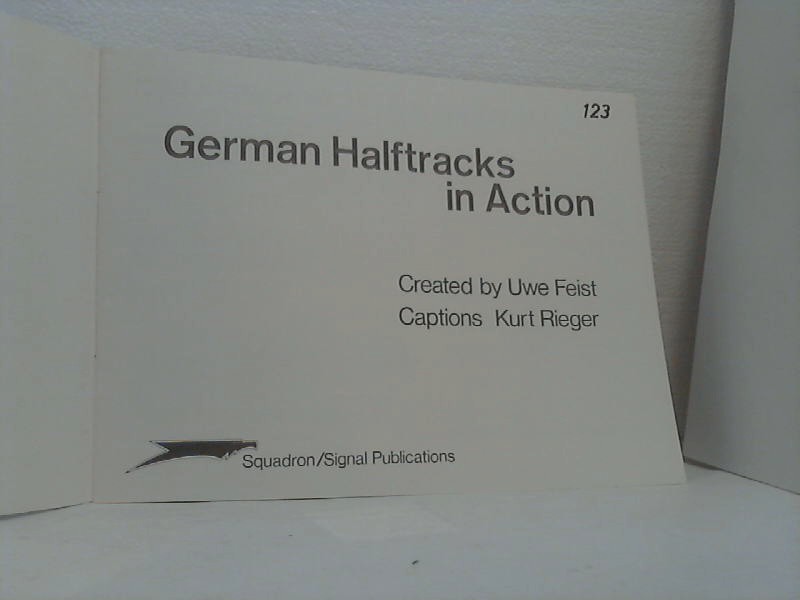 123
German Halftracks
in Action
Created by Uwe Feist
Captions Kurt Rieger
Squadron/Signal Publications